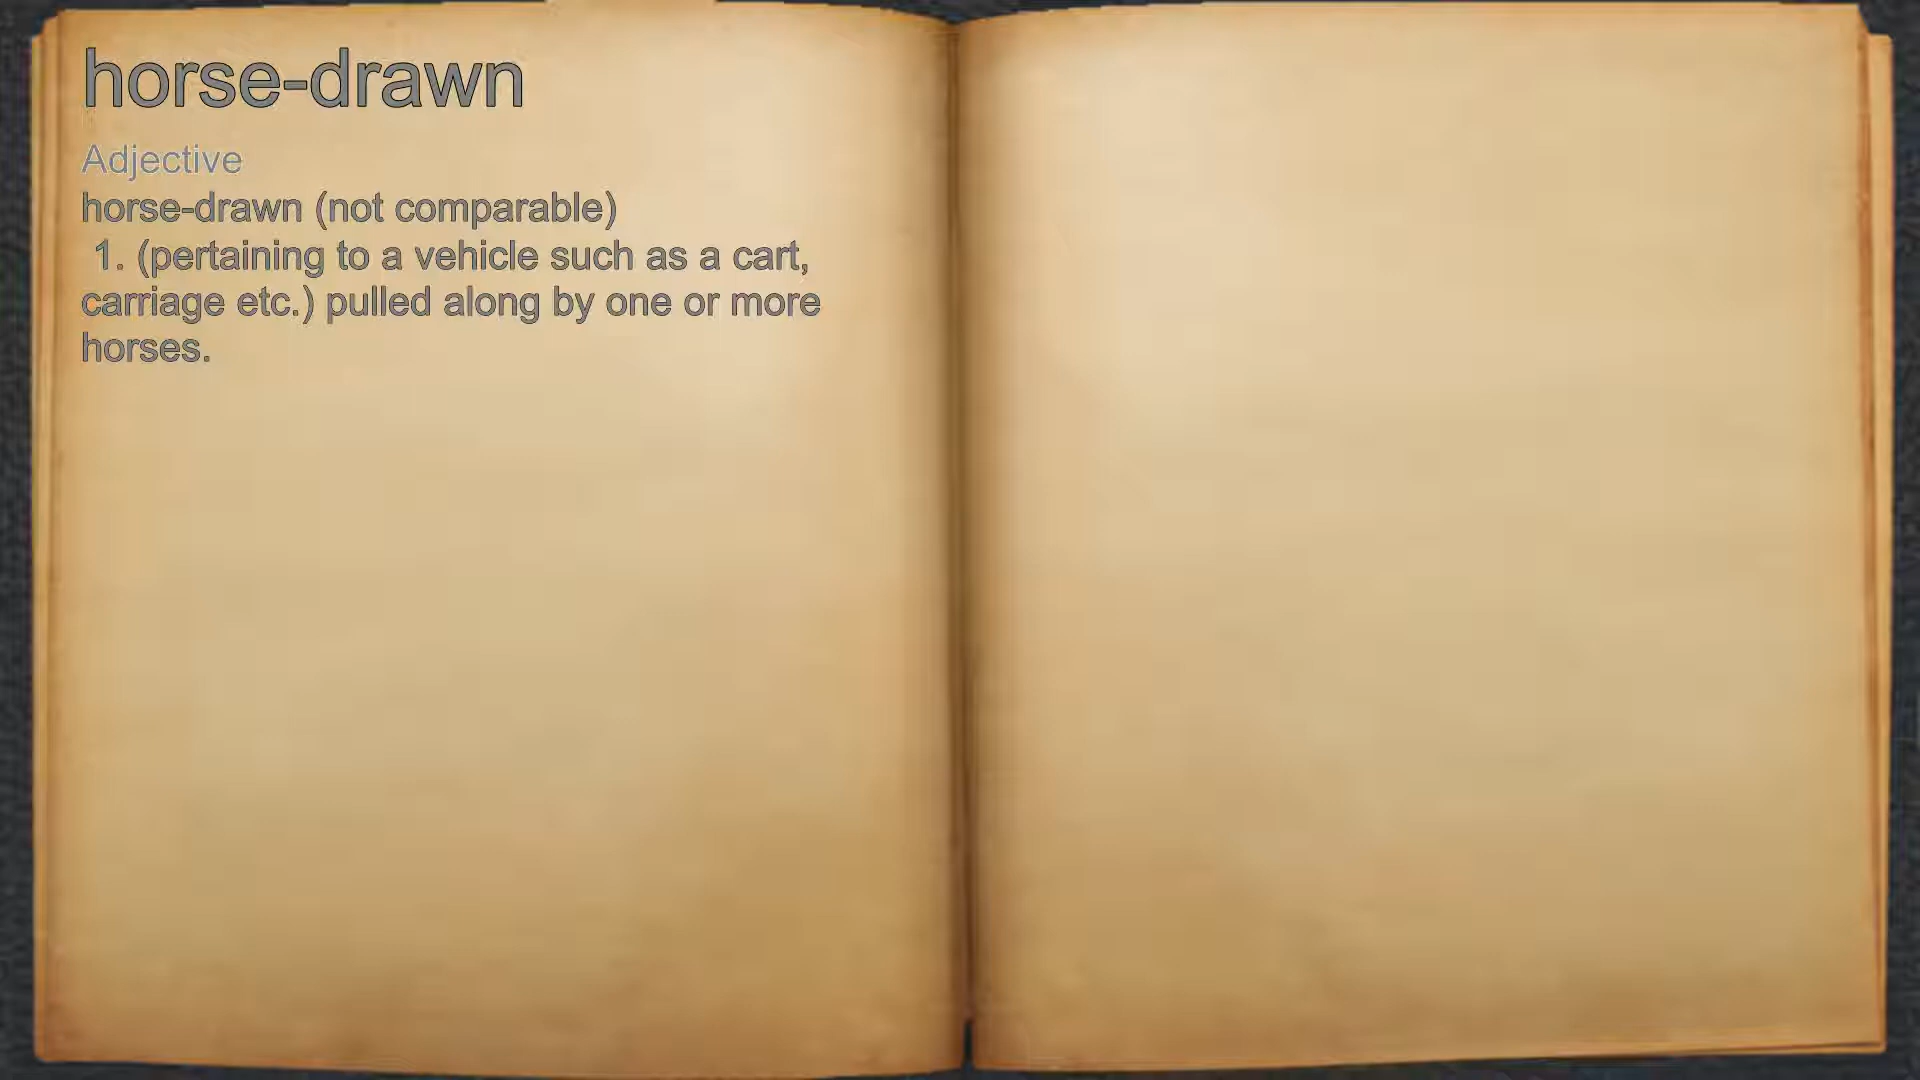 horse-drawn
Adjective
horse-drawn (not comparable)
1. (pertaining to a vehicle such as a cart,
carriage etc.) pulled along by one or more
horses.